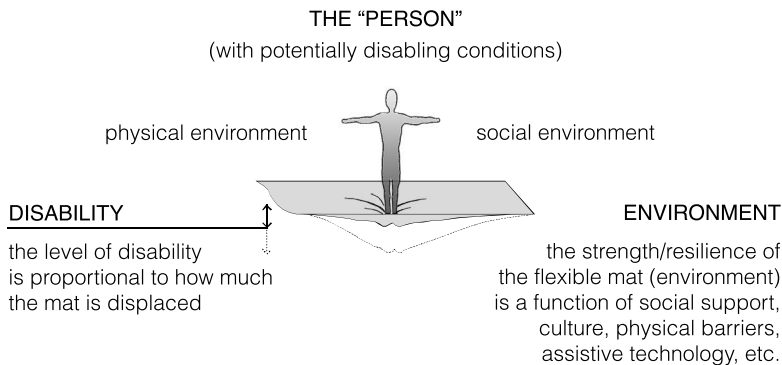 THE “PERSON”
(with potentially disabling conditions)
physical environment
social environment
DISABILITY
the level of disability
is proportional to how much
the mat is displaced
ENVIRONMENT
the strength/resilience of
the flexible mat (environment)
is a function of social support,
culture, physical barriers,
assistive technology, etc.